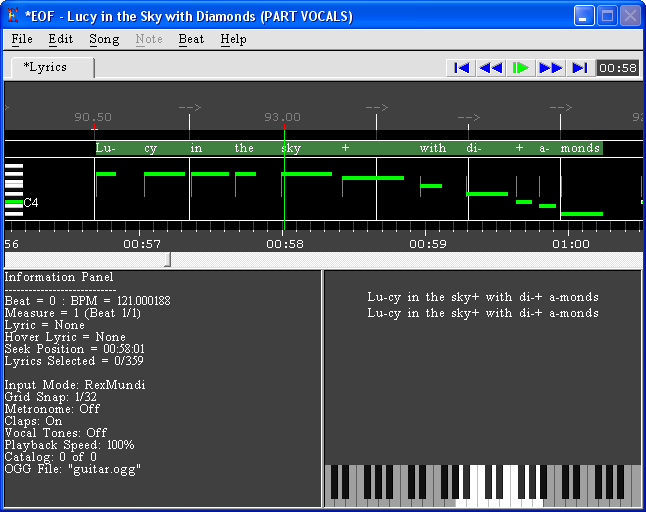 *EOF - Lucy in the Sky with Diamonds (PART VOCALS)
File Edit Song Note Beat Help
*Lyrics
00:58
--> --> --> -->
90.50 93.00
Lu- cy in the sky + with di- + a- monds
C4
56 00:57 00:58 00:59 01:00
Information Panel
----------------------------
Beat = 0 : BPM = 121.000188
Measure = 1 (Beat 1/1)
Lyric = None
Hover Lyric = None
Seek Position = 00:58:01
Lyrics Selected = 0/359
Input Mode: RexMundi
Grid Snap: 1/32
Metronome: Off
Claps: On
Vocal Tones: Off
Playback Speed: 100%
Catalog: 0 of 0
OGG File: "guitar.ogg"
Lu-cy in the sky+ with di-+ a-monds
Lu-cy in the sky+ with di-+ a-monds